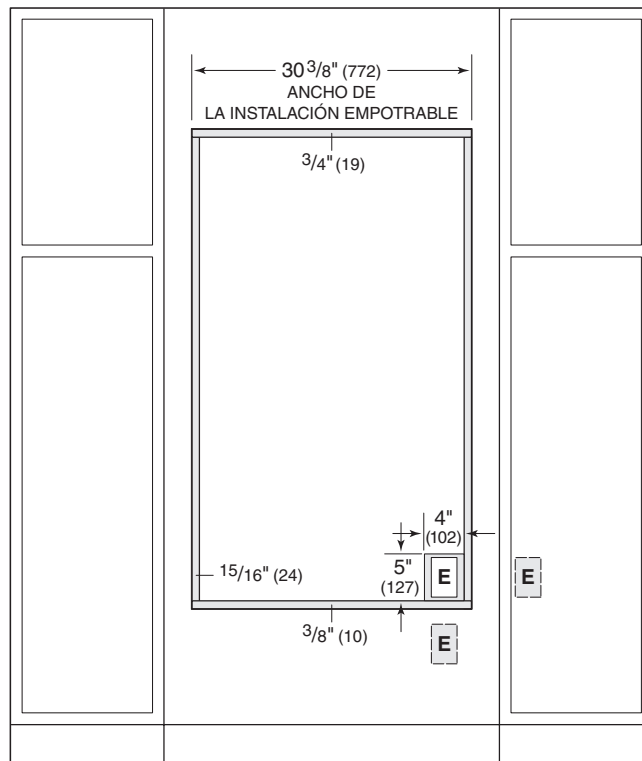 30 3/8" (772)
ANCHO DE
LA INSTALACIÓN EMPOTRABLE
3/4" (19)
4"
(102)
15/16" (24)
5"
(127)
E
E
3/8" (10)
E